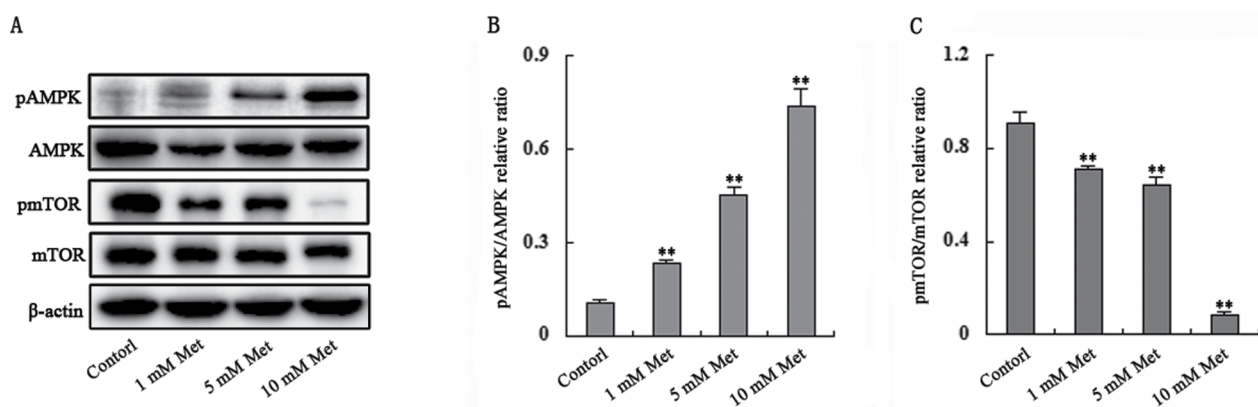 A
pAMPK
AMPK
pmTOR
mTOR
β-actin
Contorl
1 mM Met
5 mM Met
10 mM Met
B
pAMPK/AMPK relative ratio
0.9
0.6
0.3
0
**
**
**
Contorl
1 mM Met
5 mM Met
10 mM Met
C
pmTOR/mTOR relative ratio
1.2
0.8
0.4
0
**
**
**
Contorl
1 mM Met
5 mM Met
10 mM Met